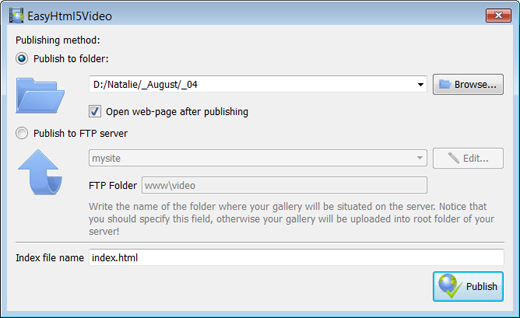 EasyHtml5Video
Publishing method:
Publish to folder:
D:/Natalie/_August/_04
Browse...
Open web-page after publishing
Publish to FTP server
mysite
Edit...
FTP Folder
www\video
Write the name of the folder where your gallery will be situated on the server. Notice that
you should specify this field, otherwise your gallery will be uploaded into root folder of your
server!
Index file name
index.html
Publish